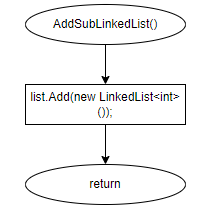 AddSubLinkedList()
list.Add(new LinkedList<int>
());
return